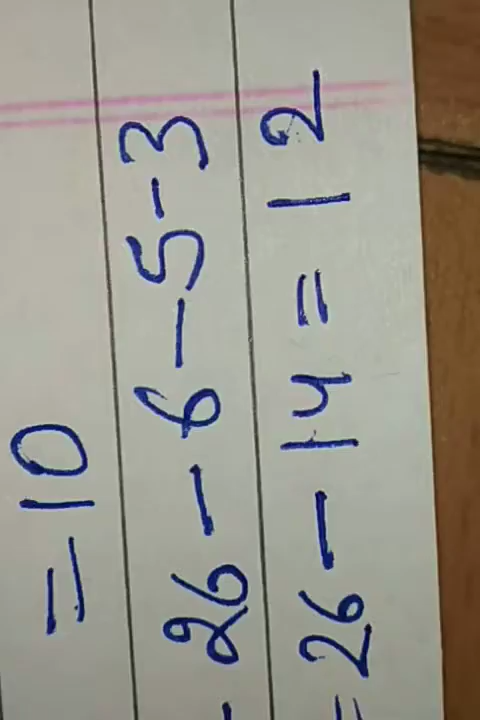 = 10
- 26 - 6 - 5 - 3
= 26 - 14 = 12